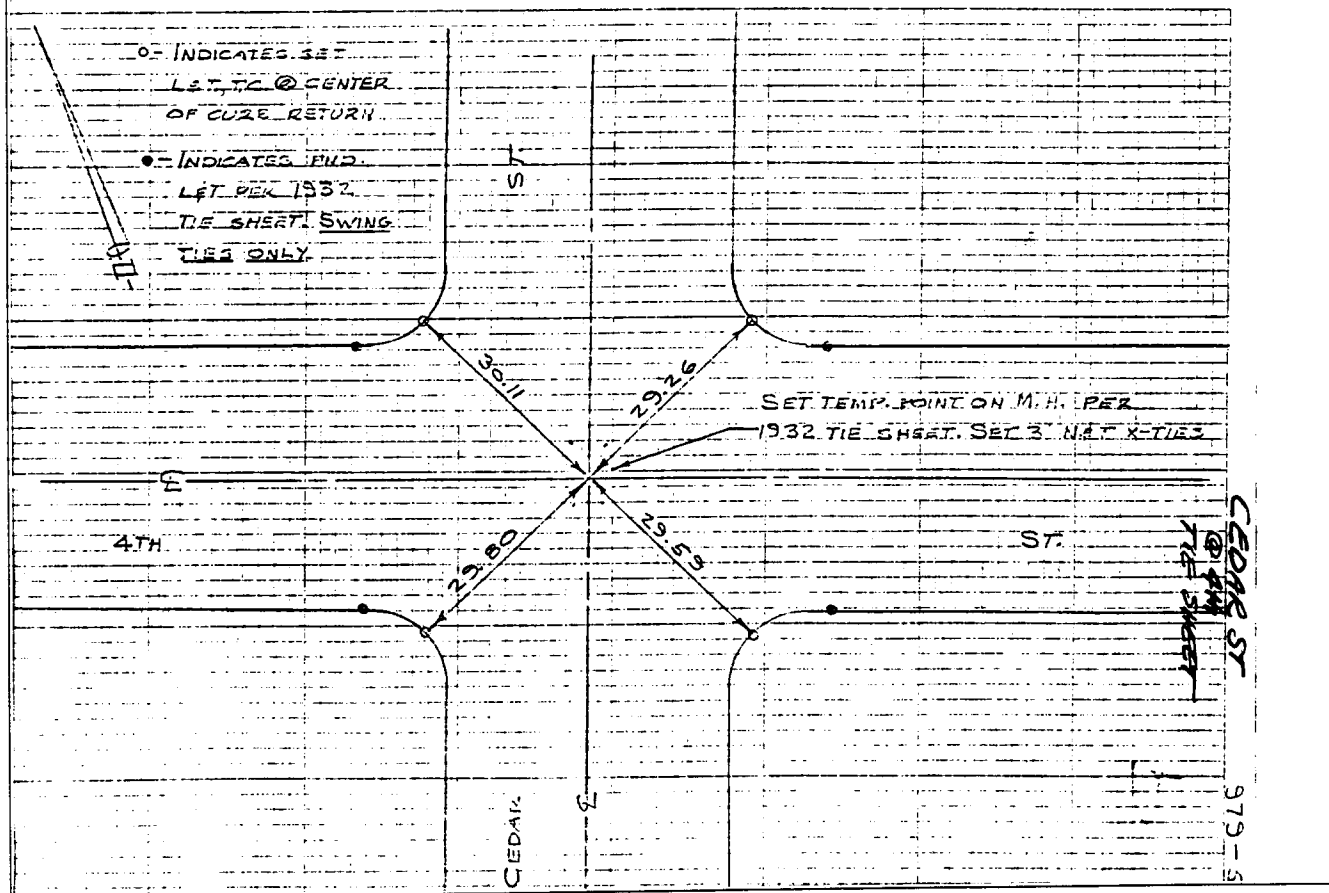 o- INDICATES SET
L&T, TC @ CENTER
OF CURB RETURN
●- INDICATES FND.
L&T PER 1932
TIE SHEET. SWING
TIES ONLY
ST.
30.11
29.26
SET TEMP. POINT ON M.H. PER
1932 TIE SHEET. SET 3 X-TIES
℄
4TH
ST.
29.80
29.59
CEDAR
℄
CEDAR ST
@ 4TH
TIE SHEET
979-5